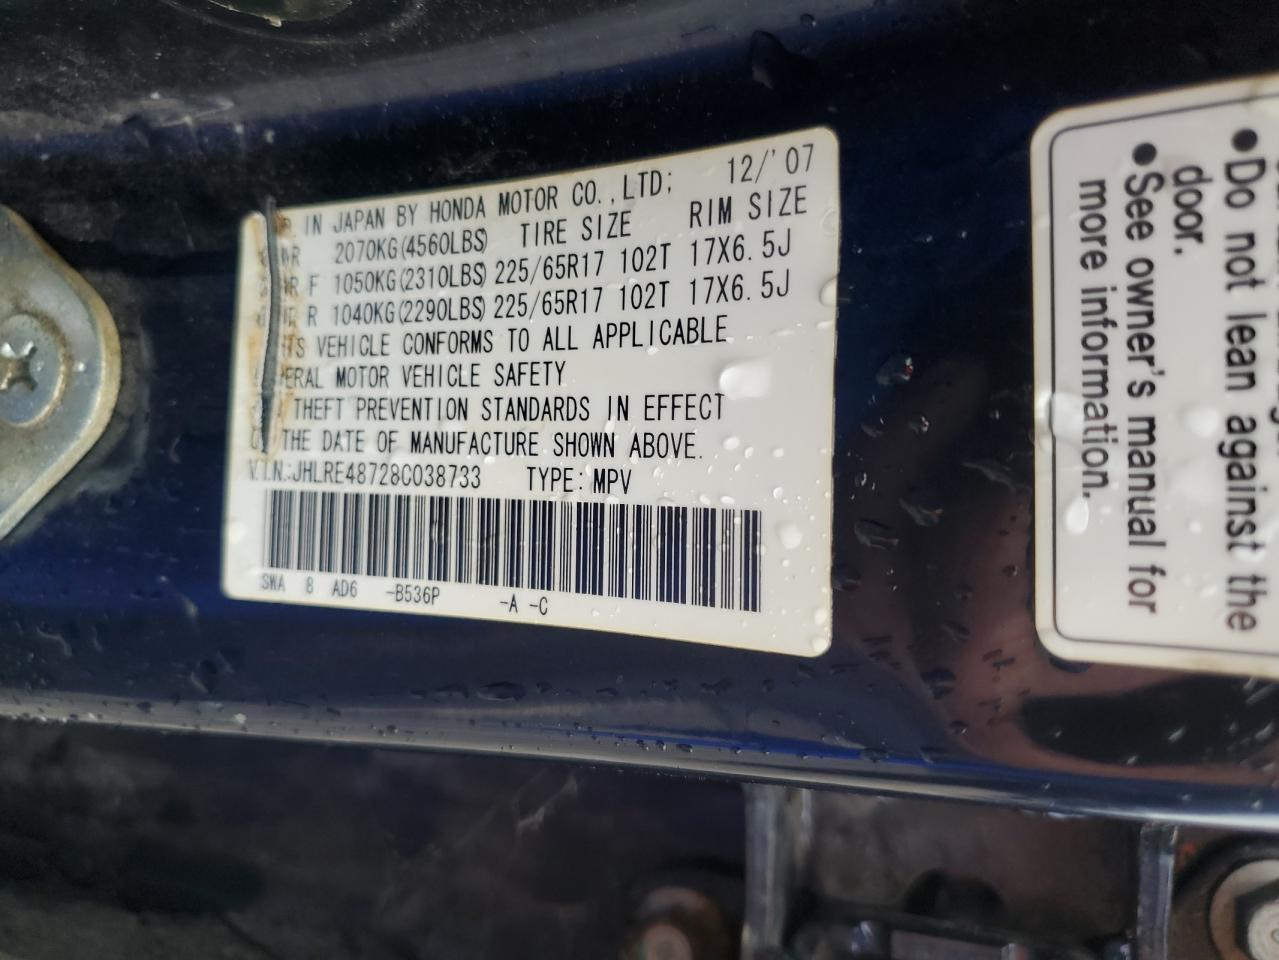 IN JAPAN BY HONDA MOTOR CO.,LTD; 12/'07
2070KG(4560LBS) TIRE SIZE RIM SIZE
F 1050KG(2310LBS) 225/65R17 102T 17X6.5J
R 1040KG(2290LBS) 225/65R17 102T 17X6.5J
VEHICLE CONFORMS TO ALL APPLICABLE
MOTOR VEHICLE SAFETY
THEFT PREVENTION STANDARDS IN EFFECT
THE DATE OF MANUFACTURE SHOWN ABOVE.
V.I.N.:JHLRE48728C038733 TYPE: MPV
SWA 8 AD6 -B536P -A -C
●Do not lean against the
door.
●See owner's manual for
more information.